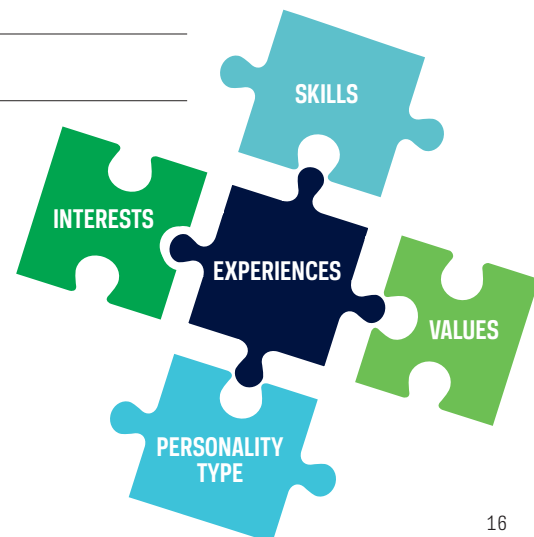 SKILLS
INTERESTS
EXPERIENCES
VALUES
PERSONALITY
TYPE
16